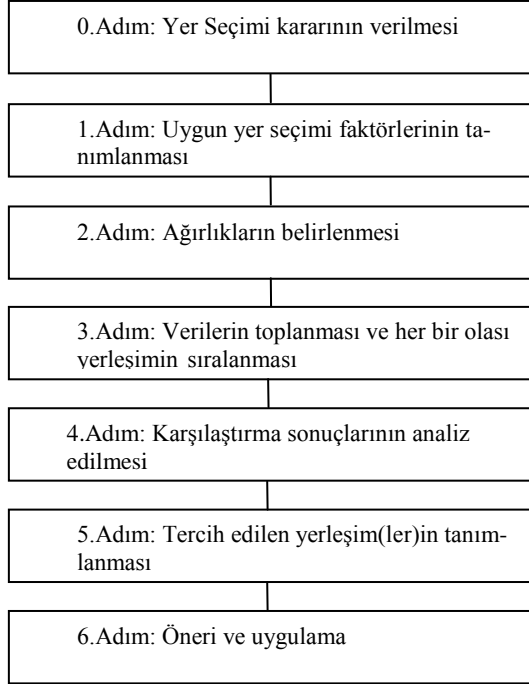 0.Adım: Yer Seçimi kararının verilmesi
1.Adım: Uygun yer seçimi faktörlerinin ta-
nımlanması
2.Adım: Ağırlıkların belirlenmesi
3.Adım: Verilerin toplanması ve her bir olası
yerleşimin sıralanması
4.Adım: Karşılaştırma sonuçlarının analiz
edilmesi
5.Adım: Tercih edilen yerleşim(ler)in tanım-
lanması
6.Adım: Öneri ve uygulama